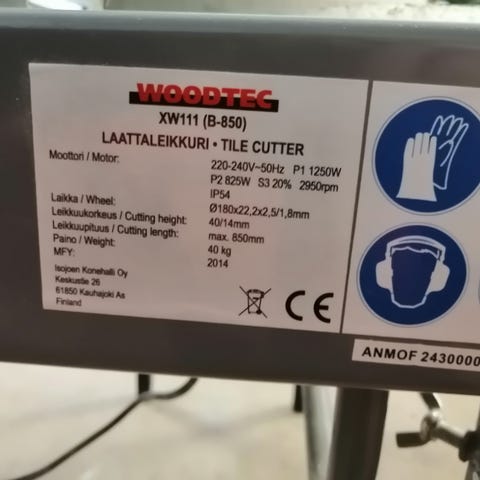 WOODTEC
XW111 (B-850)
LAATTALEIKKURI • TILE CUTTER
Moottori / Motor: 220-240V~50Hz P1 1250W
P2 825W S3 20% 2950rpm
IP54
Laikka / Wheel: Ø180x22,2x2,5/1,8mm
Leikkuukorkeus / Cutting height: 40/14mm
Leikkuupituus / Cutting length: max. 850mm
Paino / Weight: 40 kg
MFY: 2014
Isojoen Konehalli Oy
Keskustie 26
61850 Kauhajoki As
Finland
CE
ANMOF 2430000